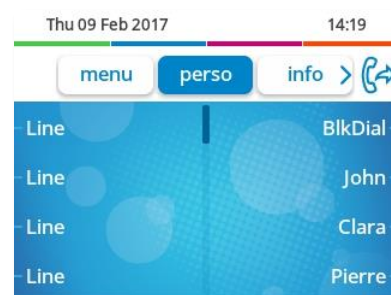 Thu 09 Feb 2017 14:19
menu perso info
Line BlkDial
Line John
Line Clara
Line Pierre